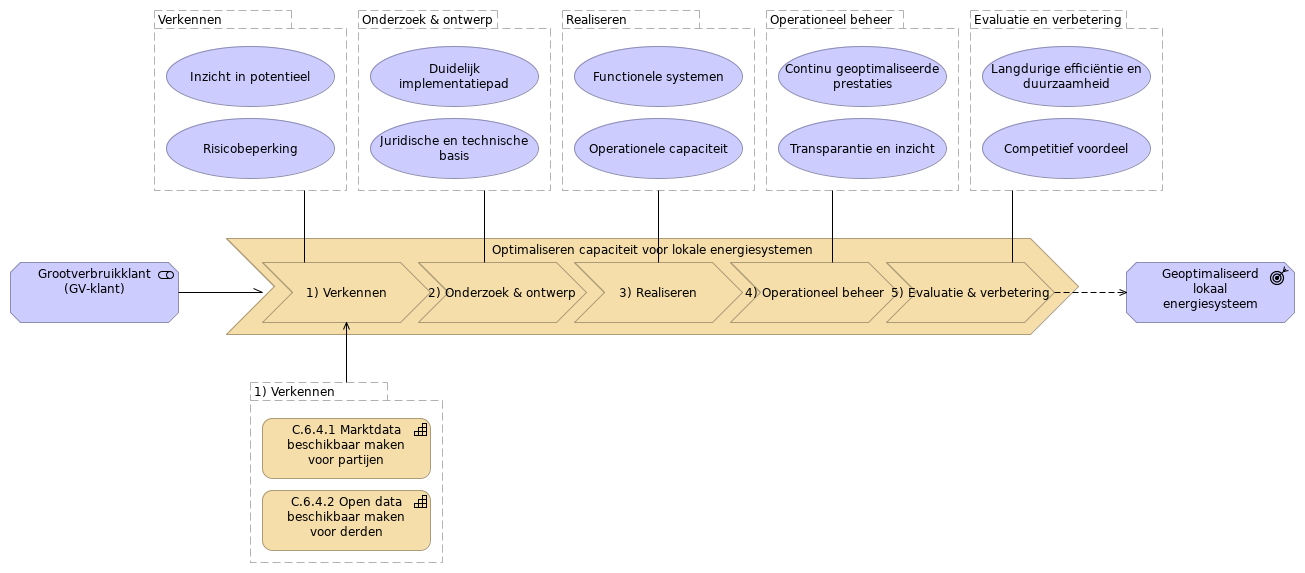 Verkennen
Inzicht in potentieel
Risicobeperking
Onderzoek & ontwerp
Duidelijk
implementatiepad
Juridische en technische
basis
Realiseren
Functionele systemen
Operationele capaciteit
Operationeel beheer
Continu geoptimaliseerde
prestaties
Transparantie en inzicht
Evaluatie en verbetering
Langdurige efficiëntie en
duurzaamheid
Competitief voordeel
Grootverbruikklant
(GV-klant)
Optimaliseren capaciteit voor lokale energiesystemen
1) Verkennen
2) Onderzoek & ontwerp
3) Realiseren
4) Operationeel beheer
5) Evaluatie & verbetering
Geoptimaliseerd
lokaal
energiesysteem
1) Verkennen
C.6.4.1 Marktdata
beschikbaar maken
voor partijen
C.6.4.2 Open data
beschikbaar maken
voor derden